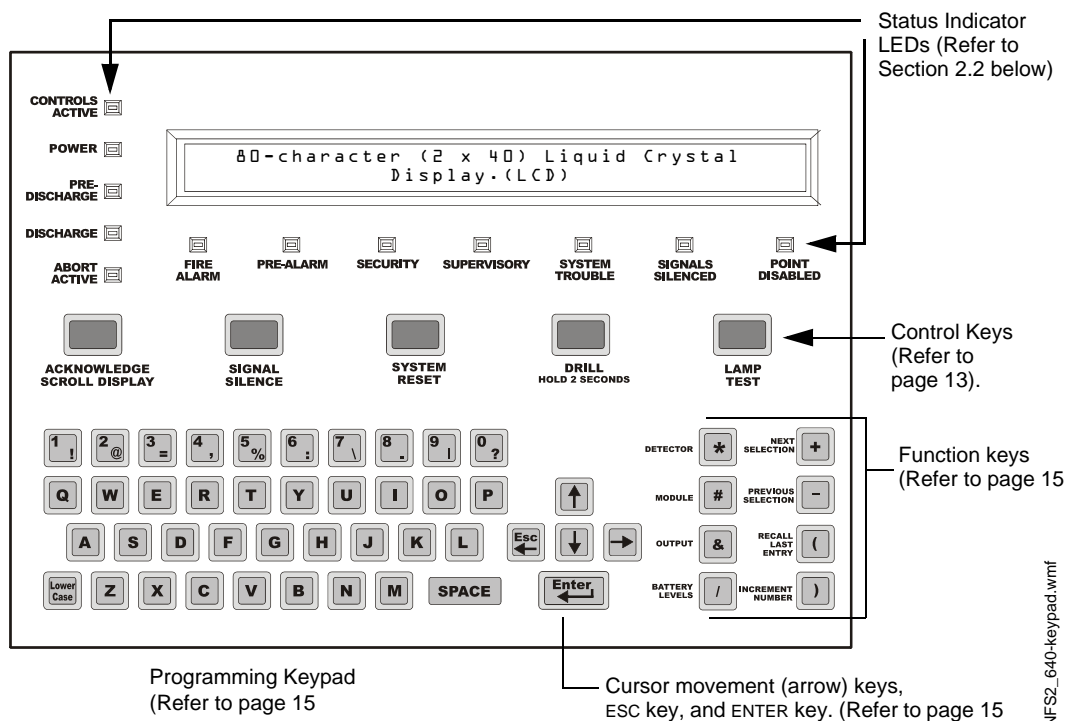 Status Indicator
LEDs (Refer to
Section 2.2 below)
CONTROLS
ACTIVE
POWER
PRE-
DISCHARGE
DISCHARGE
ABORT
ACTIVE
80-character (2 x 40) Liquid Crystal
Display.(LCD)
FIRE
ALARM
PRE-ALARM
SECURITY
SUPERVISORY
SYSTEM
TROUBLE
SIGNALS
SILENCED
POINT
DISABLED
ACKNOWLEDGE
SCROLL DISPLAY
SIGNAL
SILENCE
SYSTEM
RESET
DRILL
HOLD 2 SECONDS
LAMP
TEST
Control Keys
(Refer to
page 13).
1 ! 2 @ 3 = 4 , 5 % 6 : 7 \ 8 . 9 | 0 ?
Q W E R T Y U I O P
A S D F G H J K L Esc
Lower
Case
Z X C V B N M SPACE Enter
DETECTOR * NEXT
SELECTION +
MODULE # PREVIOUS
SELECTION -
OUTPUT & RECALL
LAST
ENTRY (
BATTERY
LEVELS / INCREMENT
NUMBER )
Function keys
(Refer to page 15
Programming Keypad
(Refer to page 15
Cursor movement (arrow) keys,
ESC key, and ENTER key. (Refer to page 15
NFS2_640-keypad.wmf